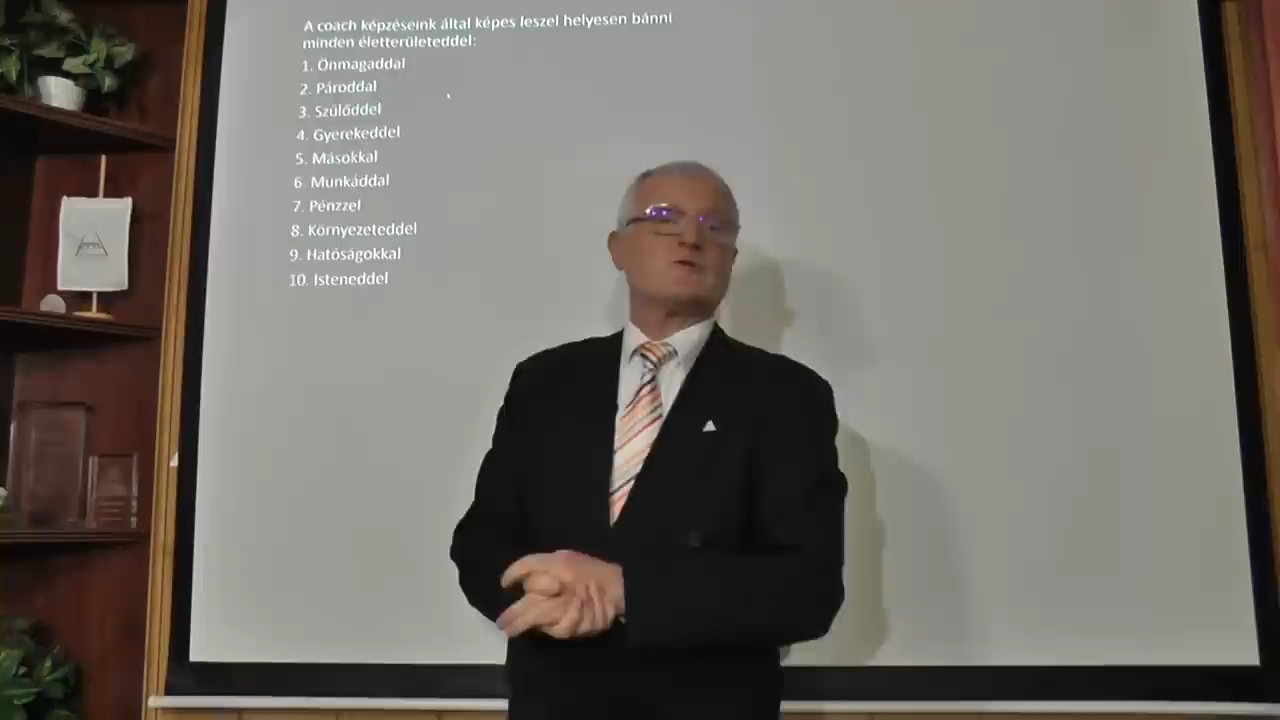 A coach képzéseink által képes leszel helyesen bánni
minden életterületeddel:
1. Önmagaddal
2. Pároddal
3. Szülőddel
4. Gyerekeddel
5. Másokkal
6. Munkáddal
7. Pénzzel
8. Környezeteddel
9. Hatóságokkal
10. Isteneddel